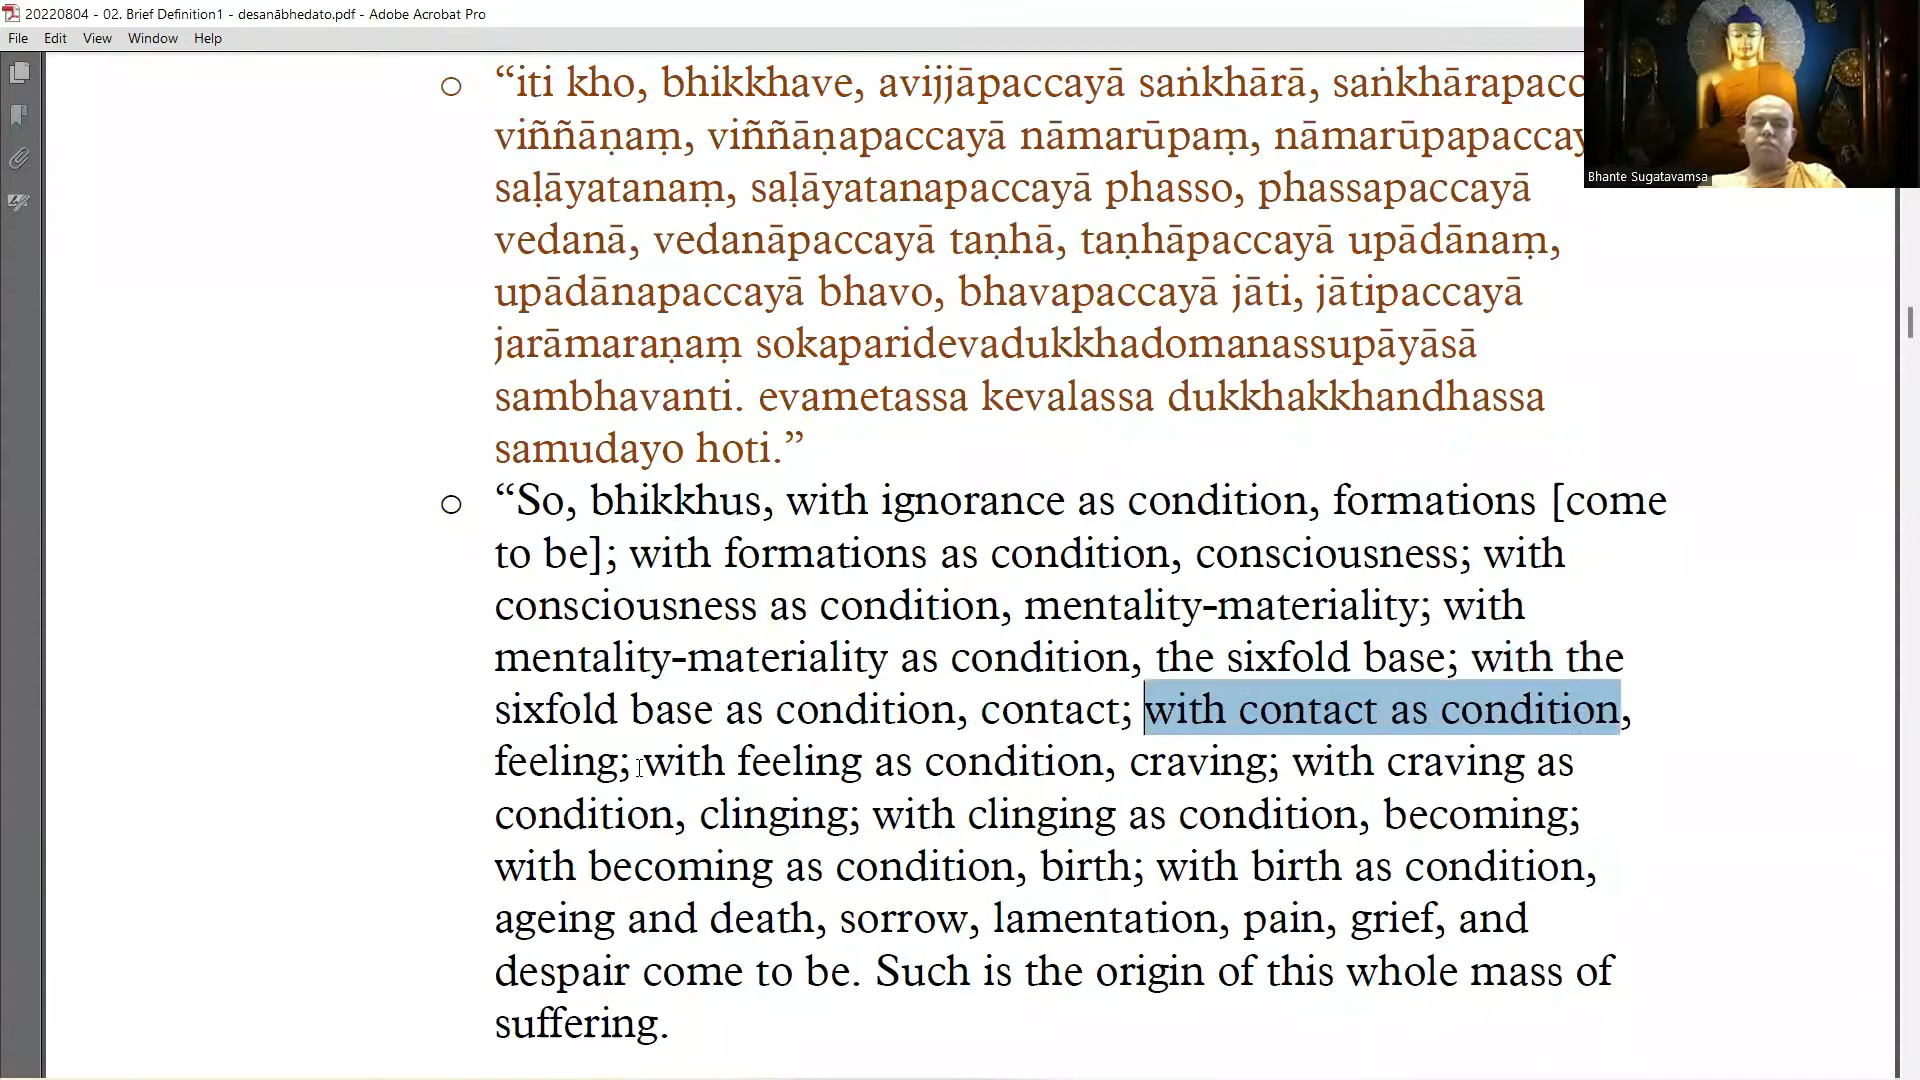 20220804 - 02. Brief Definition1 - desanābhedato.pdf - Adobe Acrobat Pro
File Edit View Window Help
“iti kho, bhikkhave, avijjāpaccayā saṅkhārā, saṅkhārapacc
viññāṇaṃ, viññāṇapaccayā nāmarūpaṃ, nāmarūpapaccay
Bhante Sugatavamsa
saḷāyatanaṃ, saḷāyatanapaccayā phasso, phassapaccayā
vedanā, vedanāpaccayā taṇhā, taṇhāpaccayā upādānaṃ,
upādānapaccayā bhavo, bhavapaccayā jāti, jātipaccayā
jarāmaraṇaṃ sokaparidevadukkhadomanassupāyāsā
sambhavanti. evametassa kevalassa dukkhakkhandhassa
samudayo hoti.”
“So, bhikkhus, with ignorance as condition, formations [come
to be]; with formations as condition, consciousness; with
consciousness as condition, mentality-materiality; with
mentality-materiality as condition, the sixfold base; with the
sixfold base as condition, contact; with contact as condition,
feeling; with feeling as condition, craving; with craving as
condition, clinging; with clinging as condition, becoming;
with becoming as condition, birth; with birth as condition,
ageing and death, sorrow, lamentation, pain, grief, and
despair come to be. Such is the origin of this whole mass of
suffering.